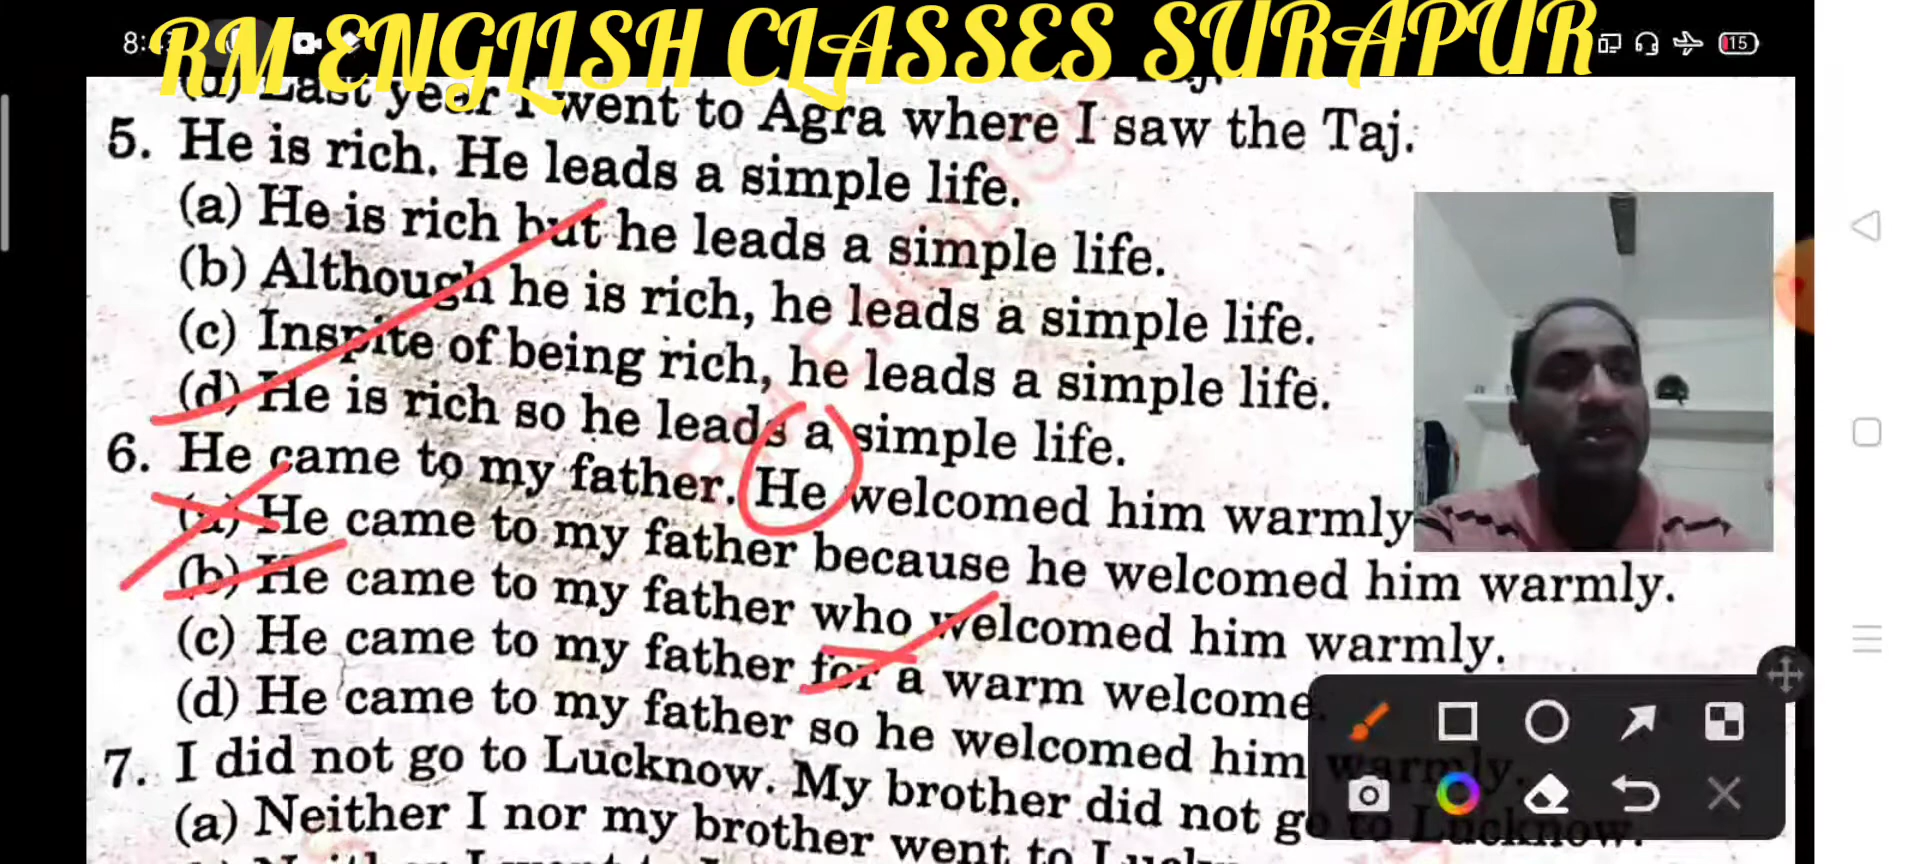 RM ENGLISH CLASSES SURAPUR
15
(d) Last year I went to Agra where I saw the Taj.
5. He is rich. He leads a simple life.
(a) He is rich but he leads a simple life.
(b) Although he is rich, he leads a simple life.
(c) Inspite of being rich, he leads a simple life.
(d) He is rich so he leads a simple life.
6. He came to my father. He welcomed him warmly
(a) He came to my father because he welcomed him warmly.
(b) He came to my father who welcomed him warmly.
(c) He came to my father for a warm welcome.
(d) He came to my father so he welcomed him warmly.
7. I did not go to Lucknow. My brother did not go to Lucknow.
(a) Neither I nor my brother went to